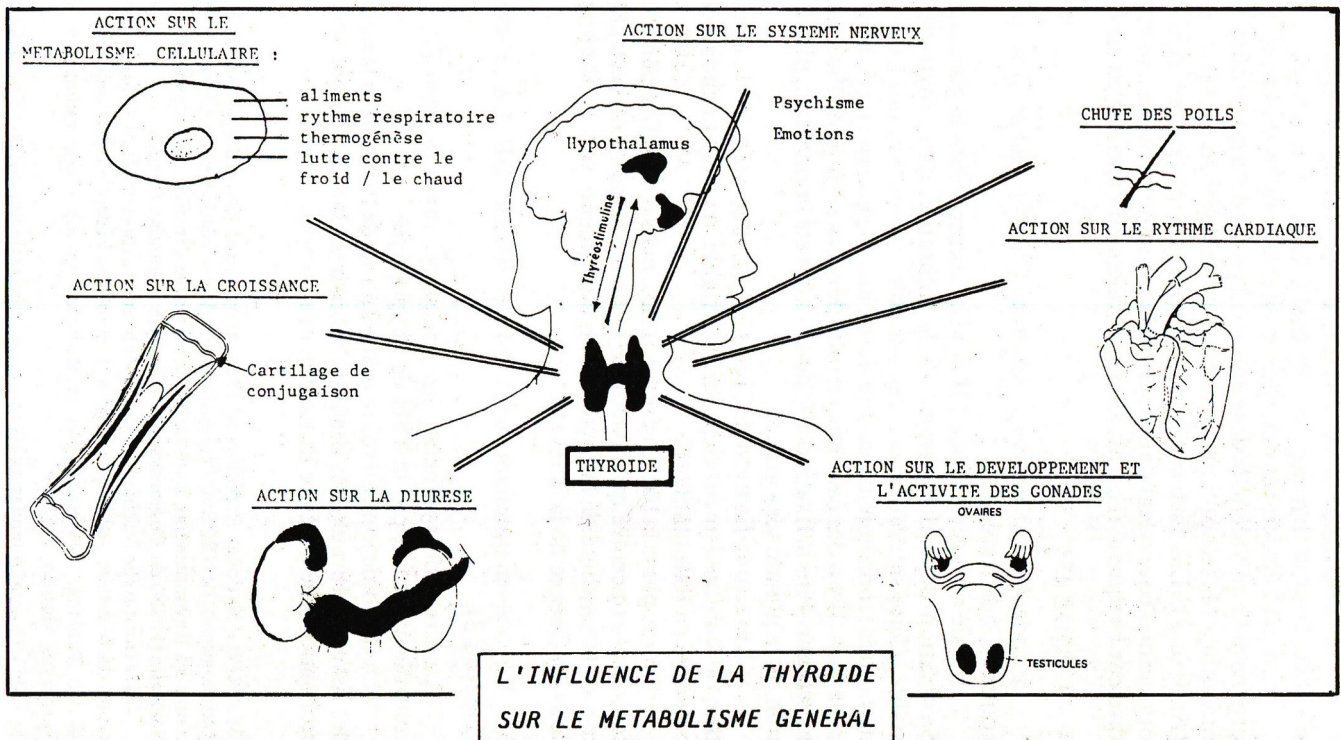 ACTION SUR LE
METABOLISME CELLULAIRE :
aliments
rythme respiratoire
thermogénèse
lutte contre le
froid / le chaud
ACTION SUR LE SYSTEME NERVEUX
Psychisme
Emotions
Hypothalamus
Thyréostimuline
CHUTE DES POILS
ACTION SUR LE RYTHME CARDIAQUE
ACTION SUR LA CROISSANCE
Cartilage de
conjugaison
THYROIDE
ACTION SUR LA DIURESE
ACTION SUR LE DEVELOPPEMENT ET
L'ACTIVITE DES GONADES
OVAIRES
TESTICULES
L'INFLUENCE DE LA THYROIDE
SUR LE METABOLISME GENERAL